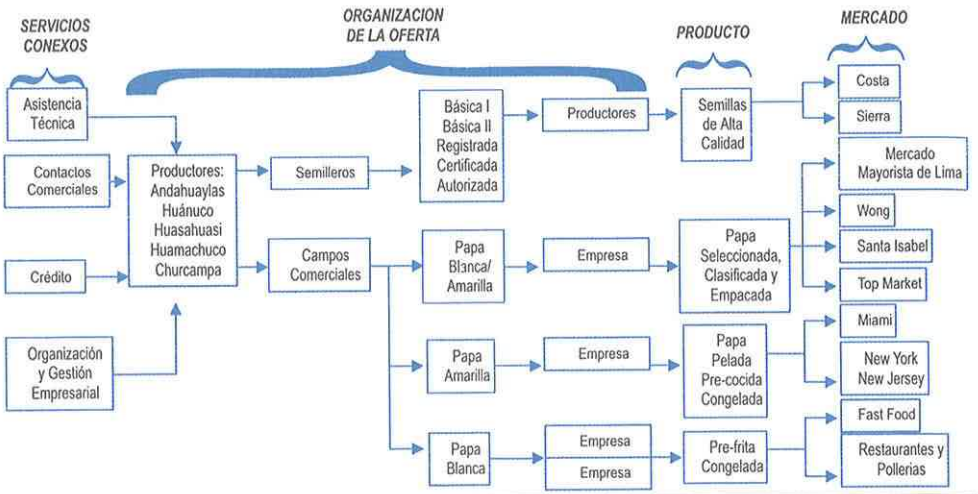 SERVICIOS
CONEXOS
ORGANIZACION
DE LA OFERTA
PRODUCTO
MERCADO
Asistencia
Técnica
Contactos
Comerciales
Crédito
Organización
y Gestión
Empresarial
Productores:
Andahuaylas
Huánuco
Huasahuasi
Huamachuco
Churcampa
Semilleros
Campos
Comerciales
Básica I
Básica II
Registrada
Certificada
Autorizada
Productores
Semillas
de Alta
Calidad
Costa
Sierra
Papa
Blanca/
Amarilla
Empresa
Papa
Seleccionada,
Clasificada y
Empacada
Mercado
Mayorista de Lima
Wong
Santa Isabel
Top Market
Papa
Amarilla
Empresa
Papa
Pelada
Pre-cocida
Congelada
Miami
New York
New Jersey
Papa
Blanca
Empresa
Empresa
Pre-frita
Congelada
Fast Food
Restaurantes y
Pollerias